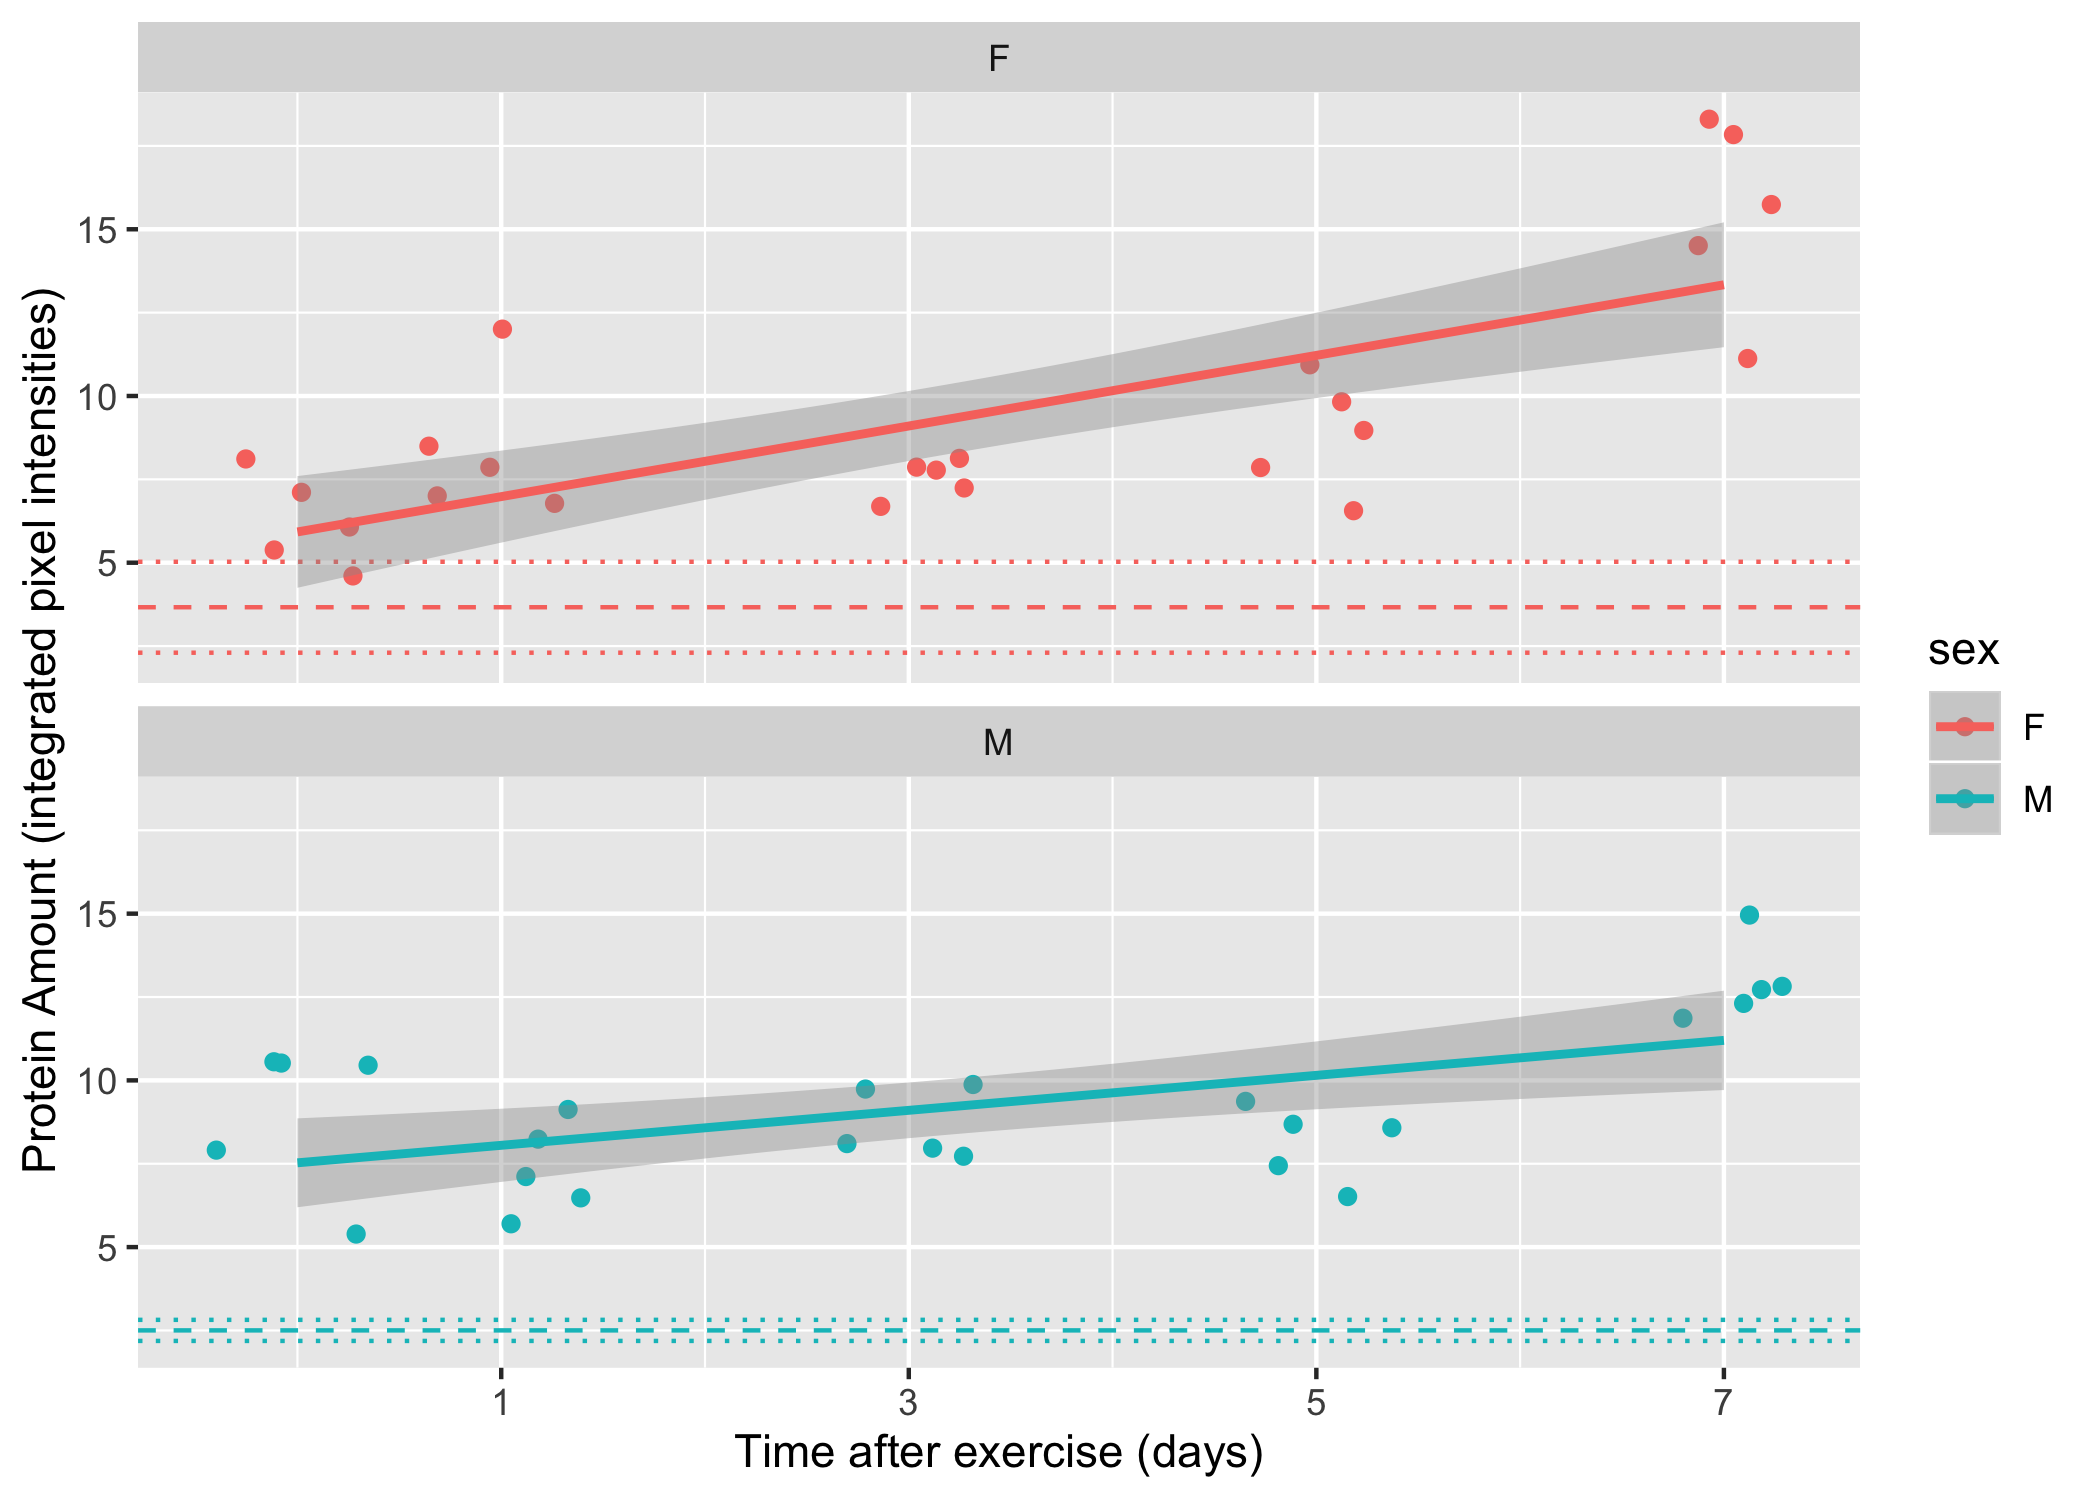 F
15
10
5
M
15
10
5
1 3 5 7
Time after exercise (days)
Protein Amount (integrated pixel intensities)
sex
F
M